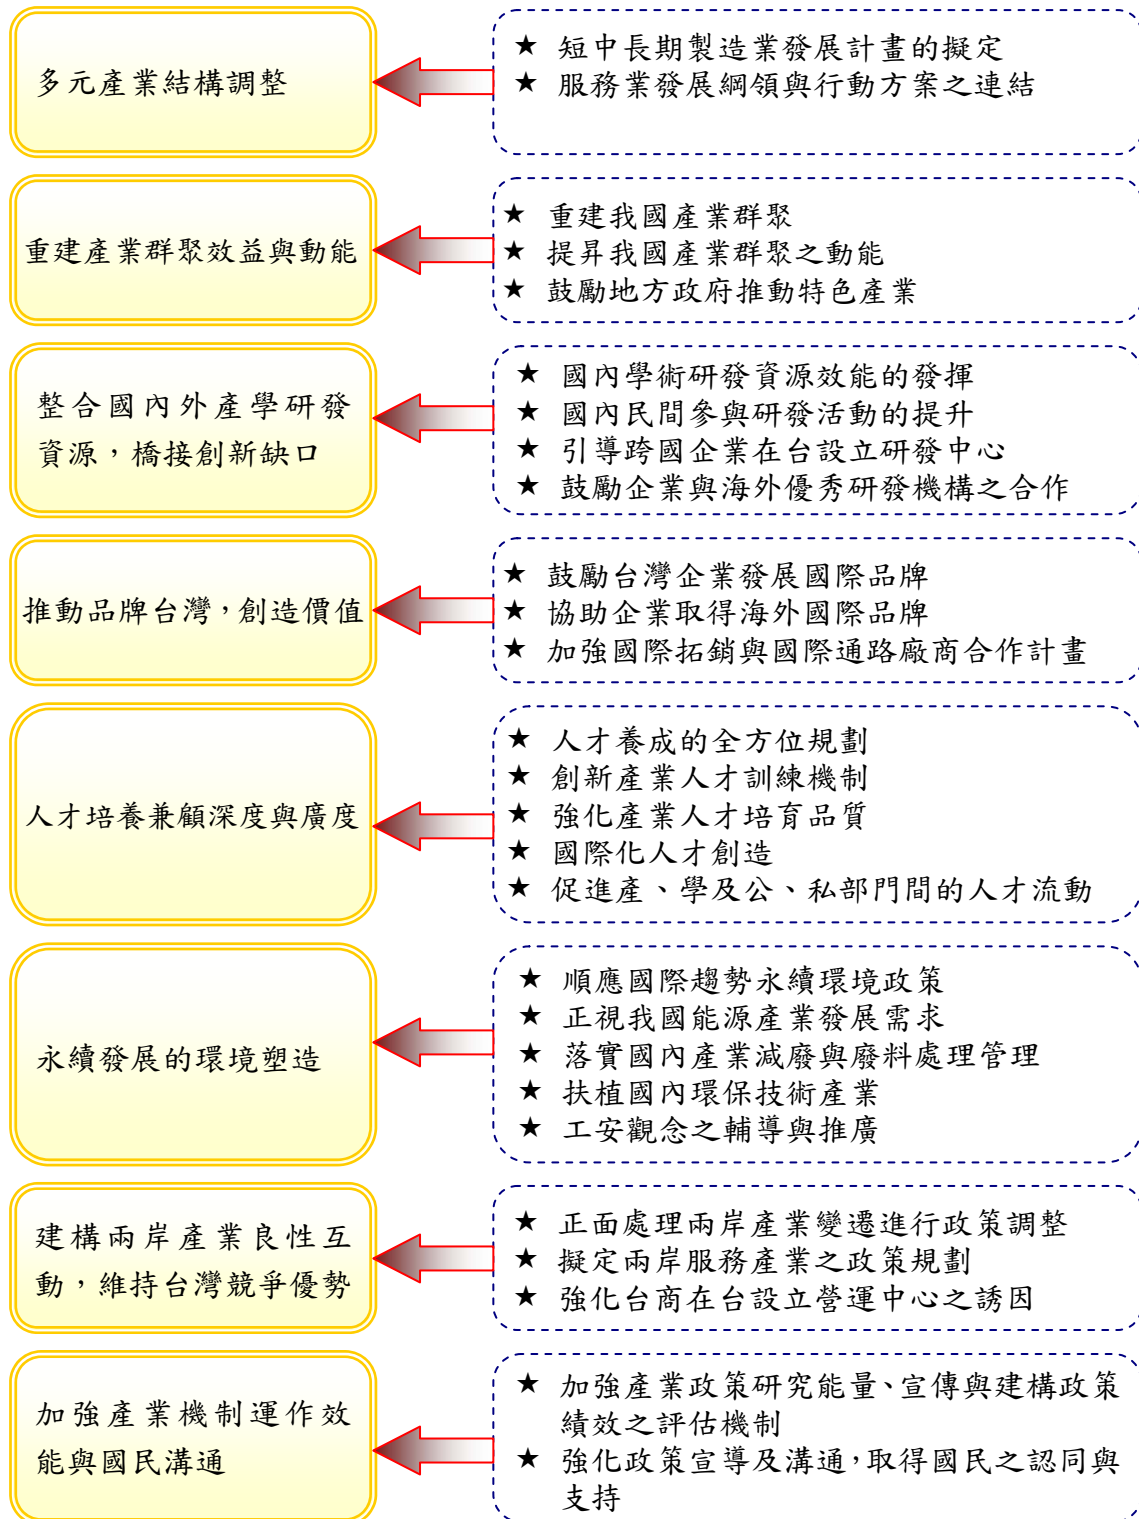 多元產業結構調整
★ 短中長期製造業發展計畫的擬定
★ 服務業發展綱領與行動方案之連結
重建產業群聚效益與動能
★ 重建我國產業群聚
★ 提昇我國產業群聚之動能
★ 鼓勵地方政府推動特色產業
整合國內外產學研發
資源，橋接創新缺口
★ 國內學術研發資源效能的發揮
★ 國內民間參與研發活動的提升
★ 引導跨國企業在台設立研發中心
★ 鼓勵企業與海外優秀研發機構之合作
推動品牌台灣，創造價值
★ 鼓勵台灣企業發展國際品牌
★ 協助企業取得海外國際品牌
★ 加強國際拓銷與國際通路廠商合作計畫
人才培養兼顧深度與廣度
★ 人才養成的全方位規劃
★ 創新產業人才訓練機制
★ 強化產業人才培育品質
★ 國際化人才創造
★ 促進產、學及公、私部門間的人才流動
永續發展的環境塑造
★ 順應國際趨勢永續環境政策
★ 正視我國能源產業發展需求
★ 落實國內產業減廢與廢料處理管理
★ 扶植國內環保技術產業
★ 工安觀念之輔導與推廣
建構兩岸產業良性互
動，維持台灣競爭優勢
★ 正面處理兩岸產業變遷進行政策調整
★ 擬定兩岸服務產業之政策規劃
★ 強化台商在台設立營運中心之誘因
加強產業機制運作效
能與國民溝通
★ 加強產業政策研究能量、宣傳與建構政策
績效之評估機制
★ 強化政策宣導及溝通，取得國民之認同與
支持